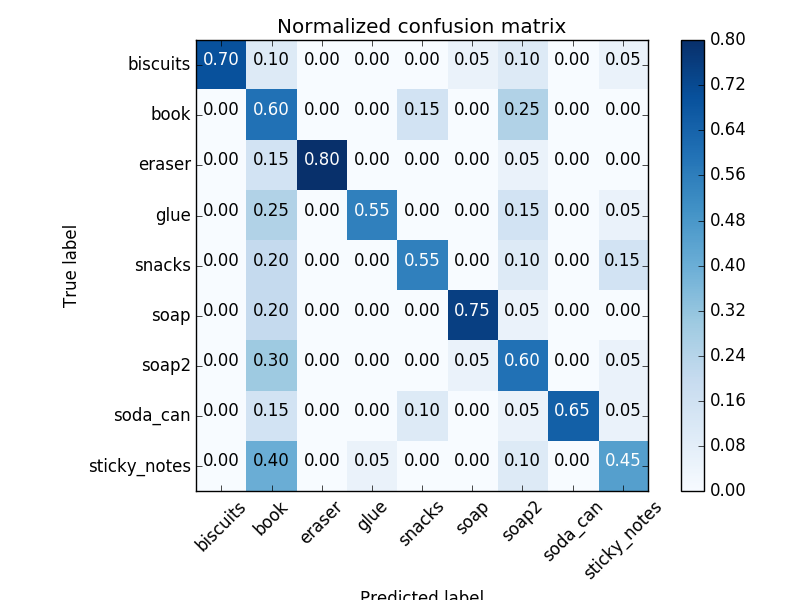 Normalized confusion matrix
biscuits 0.70 0.10 0.00 0.00 0.00 0.05 0.10 0.00 0.05
book 0.00 0.60 0.00 0.00 0.15 0.00 0.25 0.00 0.00
eraser 0.00 0.15 0.80 0.00 0.00 0.00 0.05 0.00 0.00
glue 0.00 0.25 0.00 0.55 0.00 0.00 0.15 0.00 0.05
snacks 0.00 0.20 0.00 0.00 0.55 0.00 0.10 0.00 0.15
soap 0.00 0.20 0.00 0.00 0.00 0.75 0.05 0.00 0.00
soap2 0.00 0.30 0.00 0.00 0.00 0.05 0.60 0.00 0.05
soda_can 0.00 0.15 0.00 0.00 0.10 0.00 0.05 0.65 0.05
sticky_notes 0.00 0.40 0.00 0.05 0.00 0.00 0.10 0.00 0.45
True label
biscuits book eraser glue snacks soap soap2 soda_can sticky_notes
Predicted label
0.80
0.72
0.64
0.56
0.48
0.40
0.32
0.24
0.16
0.08
0.00